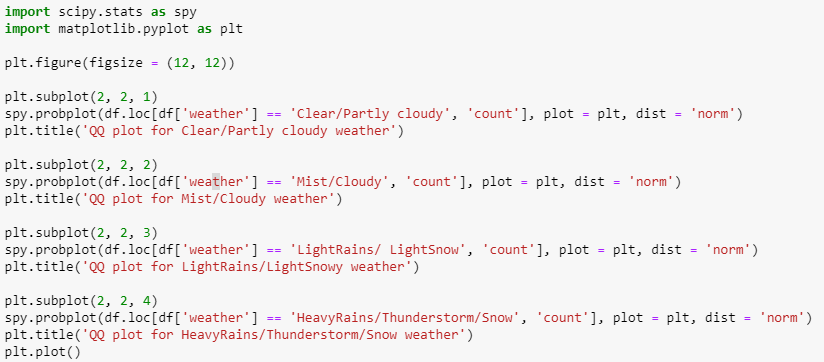 import scipy.stats as spy
import matplotlib.pyplot as plt
plt.figure(figsize = (12, 12))
plt.subplot(2, 2, 1)
spy.probplot(df.loc[df['weather'] == 'Clear/Partly cloudy', 'count'], plot = plt, dist = 'norm')
plt.title('QQ plot for Clear/Partly cloudy weather')
plt.subplot(2, 2, 2)
spy.probplot(df.loc[df['weather'] == 'Mist/Cloudy', 'count'], plot = plt, dist = 'norm')
plt.title('QQ plot for Mist/Cloudy weather')
plt.subplot(2, 2, 3)
spy.probplot(df.loc[df['weather'] == 'LightRains/ LightSnow', 'count'], plot = plt, dist = 'norm')
plt.title('QQ plot for LightRains/LightSnowy weather')
plt.subplot(2, 2, 4)
spy.probplot(df.loc[df['weather'] == 'HeavyRains/Thunderstorm/Snow', 'count'], plot = plt, dist = 'norm')
plt.title('QQ plot for HeavyRains/Thunderstorm/Snow weather')
plt.plot()